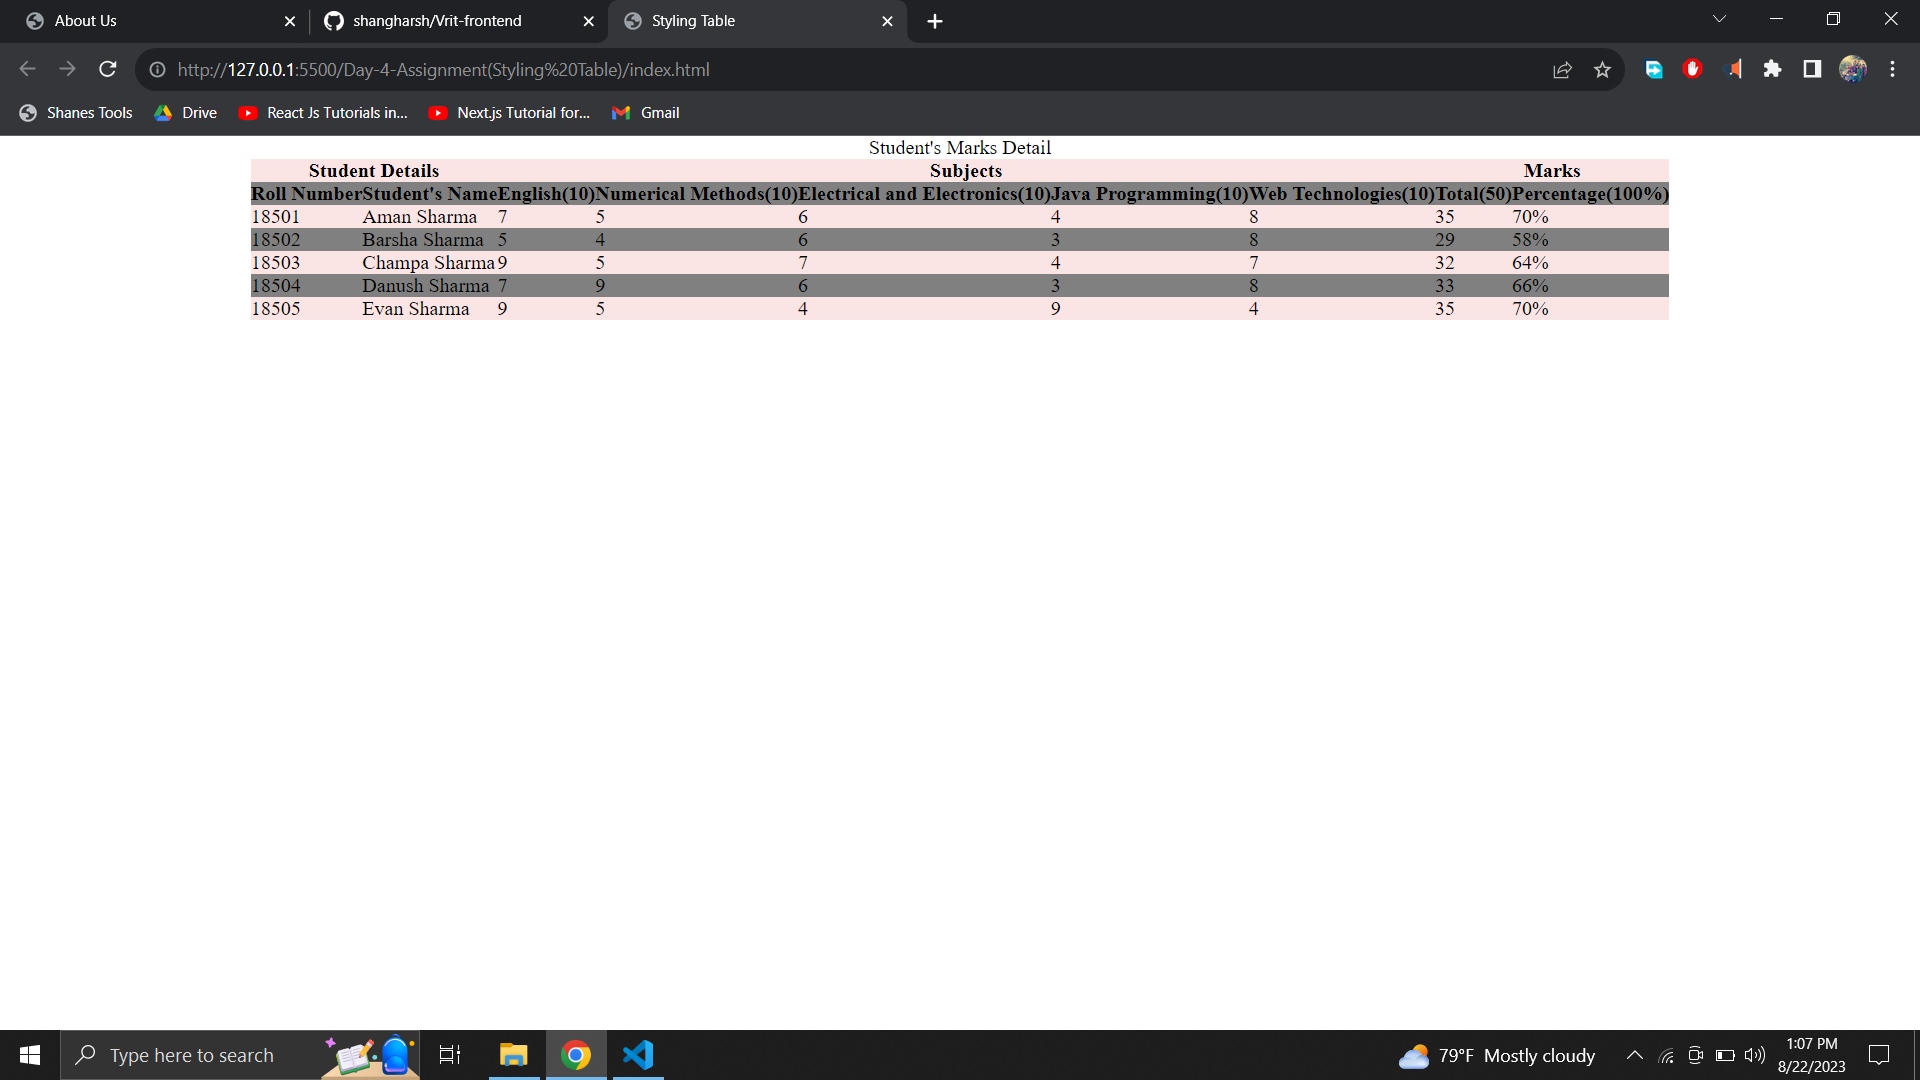 About Us
shangharsh/Vrit-frontend
Styling Table
http://127.0.0.1:5500/Day-4-Assignment(Styling%20Table)/index.html
Shanes Tools Drive React Js Tutorials in... Next.js Tutorial for... Gmail
Student's Marks Detail
Student Details Subjects Marks
Roll Number Student's Name English(10) Numerical Methods(10) Electrical and Electronics(10) Java Programming(10) Web Technologies(10) Total(50) Percentage(100%)
18501 Aman Sharma 7 5 6 4 8 35 70%
18502 Barsha Sharma 5 4 6 3 8 29 58%
18503 Champa Sharma 9 5 7 4 7 32 64%
18504 Danush Sharma 7 9 6 3 8 33 66%
18505 Evan Sharma 9 5 4 9 4 35 70%
Type here to search
79°F Mostly cloudy
1:07 PM
8/22/2023